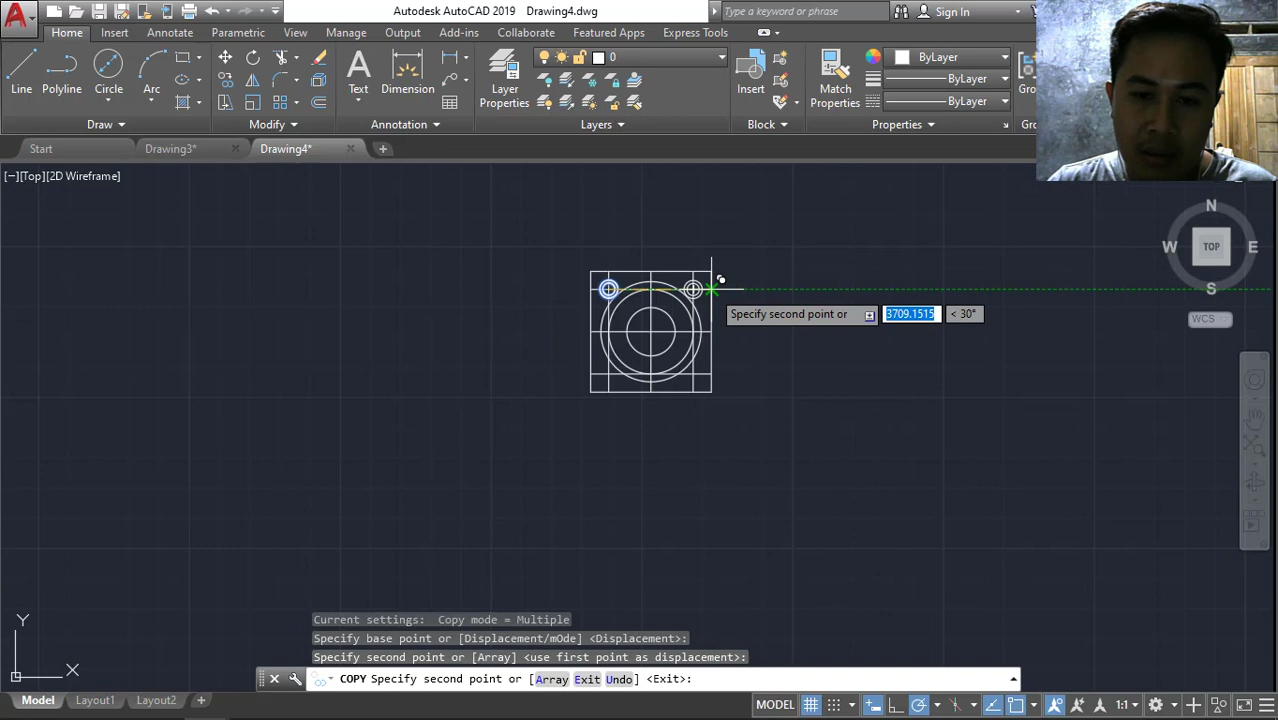 Autodesk AutoCAD 2019 Drawing4.dwg
Type a keyword or phrase
Sign In
Home Insert Annotate Parametric View Manage Output Add-ins Collaborate Featured Apps Express Tools
Line Polyline Circle Arc
Text Dimension
Layer Properties
0
Insert
Match Properties
ByLayer
ByLayer
ByLayer
Draw Modify Annotation Layers Block Properties
Start Drawing3* Drawing4*
[−][Top][2D Wireframe]
N
W TOP E
S
WCS
Specify second point or 3709.1515 < 30°
Y
X
Current settings: Copy mode = Multiple
Specify base point or [Displacement/mOde] <Displacement>:
Specify second point or [Array] <use first point as displacement>:
COPY Specify second point or [Array Exit Undo] <Exit>:
Model Layout1 Layout2
MODEL
1:1